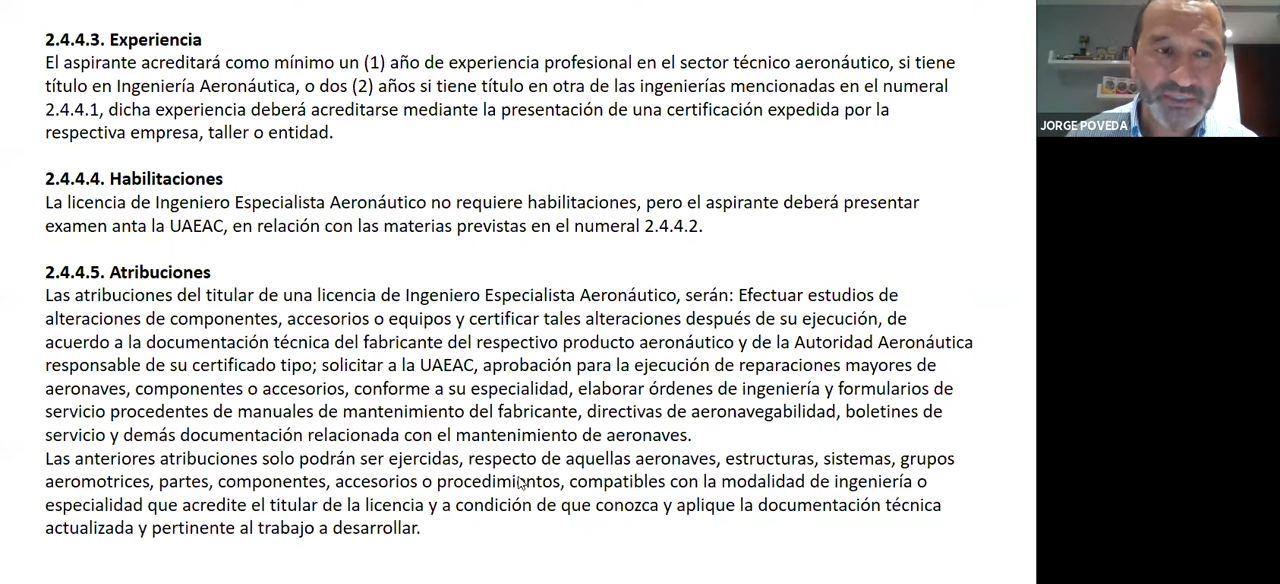 2.4.4.3. Experiencia
El aspirante acreditará como mínimo un (1) año de experiencia profesional en el sector técnico aeronáutico, si tiene
título en Ingeniería Aeronáutica, o dos (2) años si tiene título en otra de las ingenierías mencionadas en el numeral
2.4.4.1, dicha experiencia deberá acreditarse mediante la presentación de una certificación expedida por la
respectiva empresa, taller o entidad.
2.4.4.4. Habilitaciones
La licencia de Ingeniero Especialista Aeronáutico no requiere habilitaciones, pero el aspirante deberá presentar
examen anta la UAEAC, en relación con las materias previstas en el numeral 2.4.4.2.
2.4.4.5. Atribuciones
Las atribuciones del titular de una licencia de Ingeniero Especialista Aeronáutico, serán: Efectuar estudios de
alteraciones de componentes, accesorios o equipos y certificar tales alteraciones después de su ejecución, de
acuerdo a la documentación técnica del fabricante del respectivo producto aeronáutico y de la Autoridad Aeronáutica
responsable de su certificado tipo; solicitar a la UAEAC, aprobación para la ejecución de reparaciones mayores de
aeronaves, componentes o accesorios, conforme a su especialidad, elaborar órdenes de ingeniería y formularios de
servicio procedentes de manuales de mantenimiento del fabricante, directivas de aeronavegabilidad, boletines de
servicio y demás documentación relacionada con el mantenimiento de aeronaves.
Las anteriores atribuciones solo podrán ser ejercidas, respecto de aquellas aeronaves, estructuras, sistemas, grupos
aeromotrices, partes, componentes, accesorios o procedimientos, compatibles con la modalidad de ingeniería o
especialidad que acredite el titular de la licencia y a condición de que conozca y aplique la documentación técnica
actualizada y pertinente al trabajo a desarrollar.
JORGE POVEDA